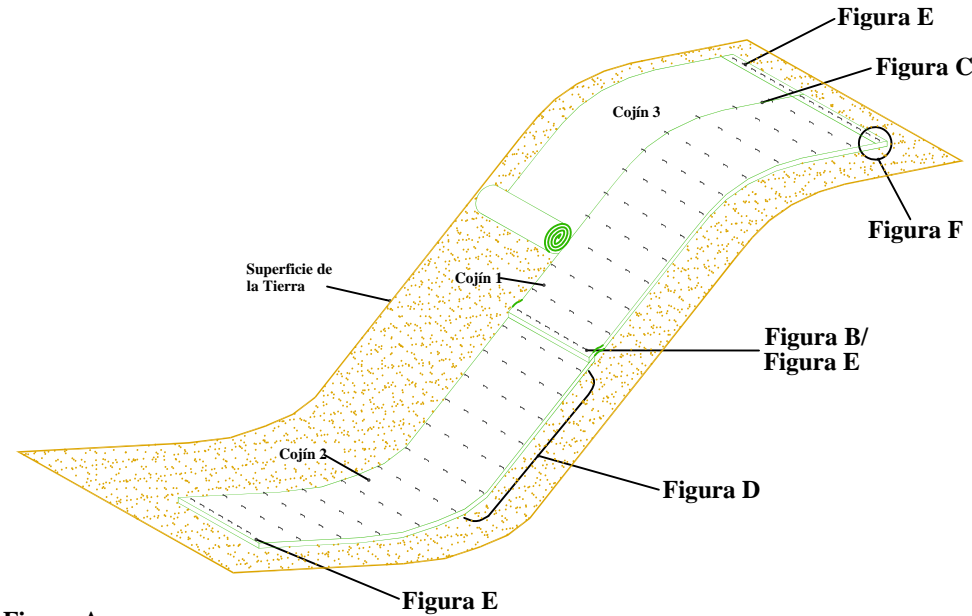 Figura E
Figura C
Cojín 3
Figura F
Superficie de
la Tierra
Cojín 1
Figura B/
Figura E
Cojín 2
Figura D
Figura E